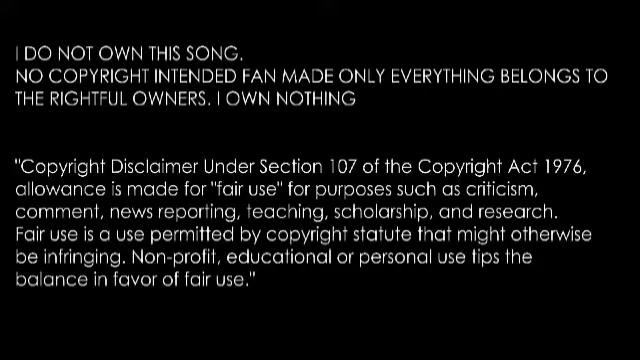 I DO NOT OWN THIS SONG.
NO COPYRIGHT INTENDED FAN MADE ONLY EVERYTHING BELONGS TO
THE RIGHTFUL OWNERS. I OWN NOTHING
"Copyright Disclaimer Under Section 107 of the Copyright Act 1976,
allowance is made for "fair use" for purposes such as criticism,
comment, news reporting, teaching, scholarship, and research.
Fair use is a use permitted by copyright statute that might otherwise
be infringing. Non-profit, educational or personal use tips the
balance in favor of fair use."